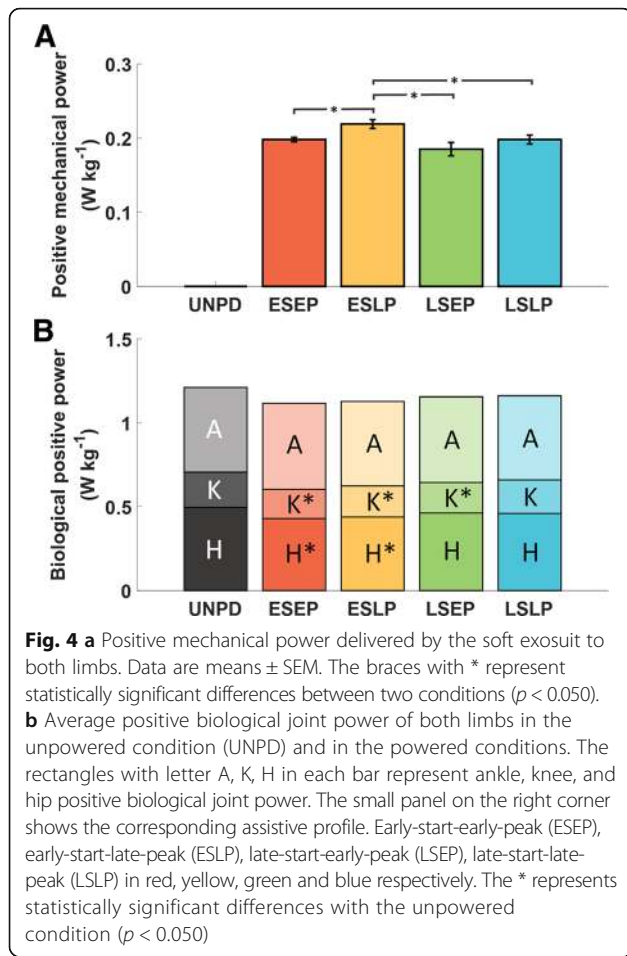 A
Positive mechanical power
(W kg⁻¹)
0.3
0.2
0.1
0
* * *
UNPD ESEP ESLP LSEP LSLP
B
Biological positive power
(W kg⁻¹)
1.5
1
0.5
0
A A A A A
K K* K* K* K
H H* H* H H
UNPD ESEP ESLP LSEP LSLP
Fig. 4 a Positive mechanical power delivered by the soft exosuit to
both limbs. Data are means ± SEM. The braces with * represent
statistically significant differences between two conditions (p < 0.050).
b Average positive biological joint power of both limbs in the
unpowered condition (UNPD) and in the powered conditions. The
rectangles with letter A, K, H in each bar represent ankle, knee, and
hip positive biological joint power. The small panel on the right corner
shows the corresponding assistive profile. Early-start-early-peak (ESEP),
early-start-late-peak (ESLP), late-start-early-peak (LSEP), late-start-late-
peak (LSLP) in red, yellow, green and blue respectively. The * represents
statistically significant differences with the unpowered
condition (p < 0.050)